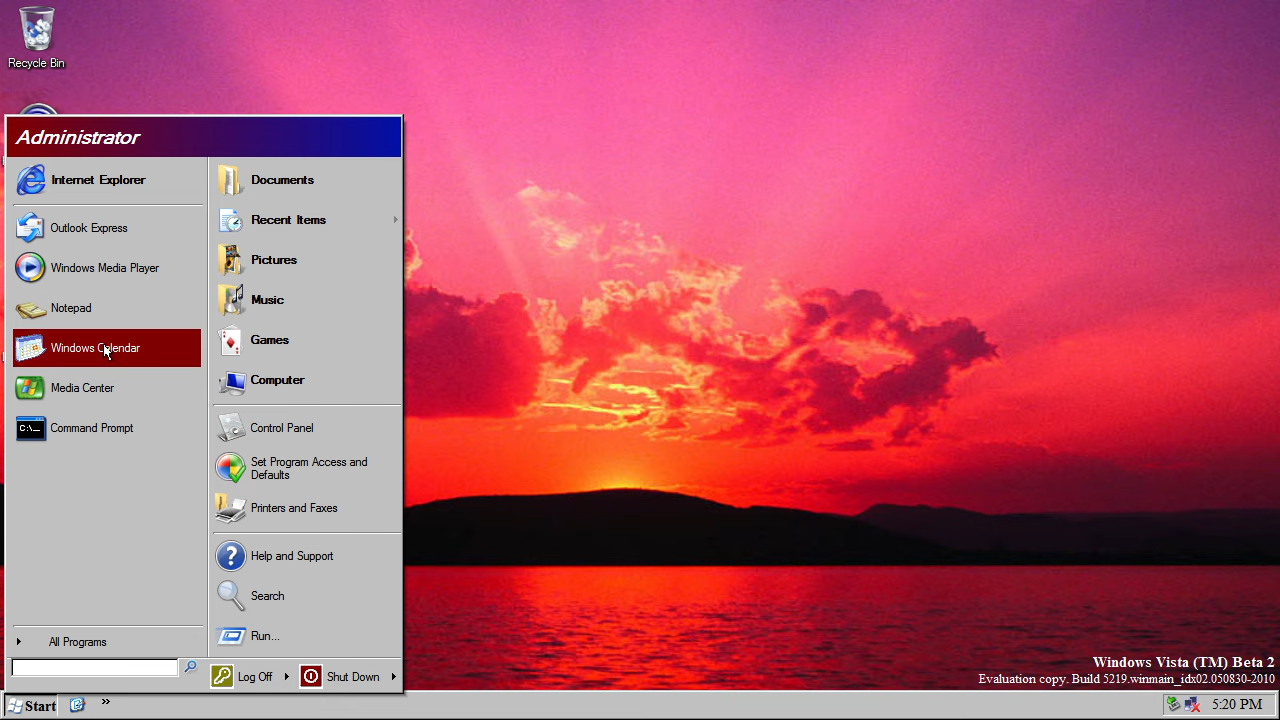 Recycle Bin
Administrator
Internet Explorer
Outlook Express
Windows Media Player
Notepad
Windows Calendar
Media Center
C:\_
Command Prompt
All Programs
Documents
Recent Items
Pictures
Music
Games
Computer
Control Panel
Set Program Access and
Defaults
Printers and Faxes
Help and Support
Search
Run...
Log Off
Shut Down
Windows Vista (TM) Beta 2
Evaluation copy. Build 5219.winmain_idx02.050830-2010
Start
5:20 PM